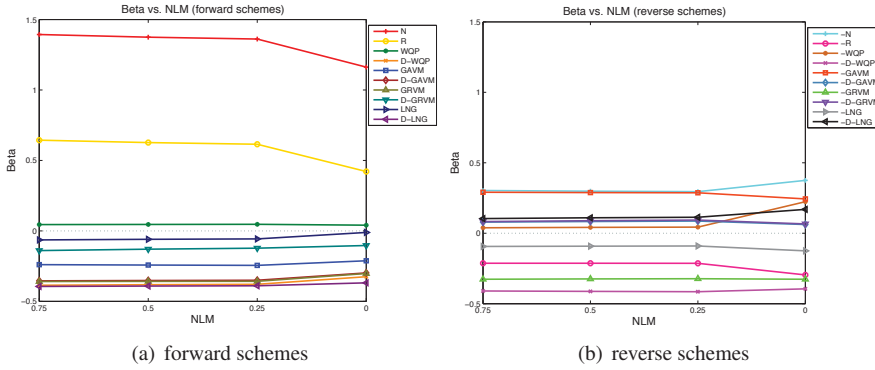 Beta vs. NLM (forward schemes)
1.5
1
0.5
0
−0.5
Beta
0.75
0.5
0.25
0
NLM
N
R
WQP
D−WQP
GAVM
D−GAVM
GRVM
D−GRVM
LNG
D−LNG
(a) forward schemes
Beta vs. NLM (reverse schemes)
1.5
1
0.5
0
−0.5
Beta
0.75
0.5
0.25
0
NLM
−N
−R
−WQP
−D−WQP
−GAVM
−D−GAVM
−GRVM
−D−GRVM
−LNG
−D−LNG
(b) reverse schemes